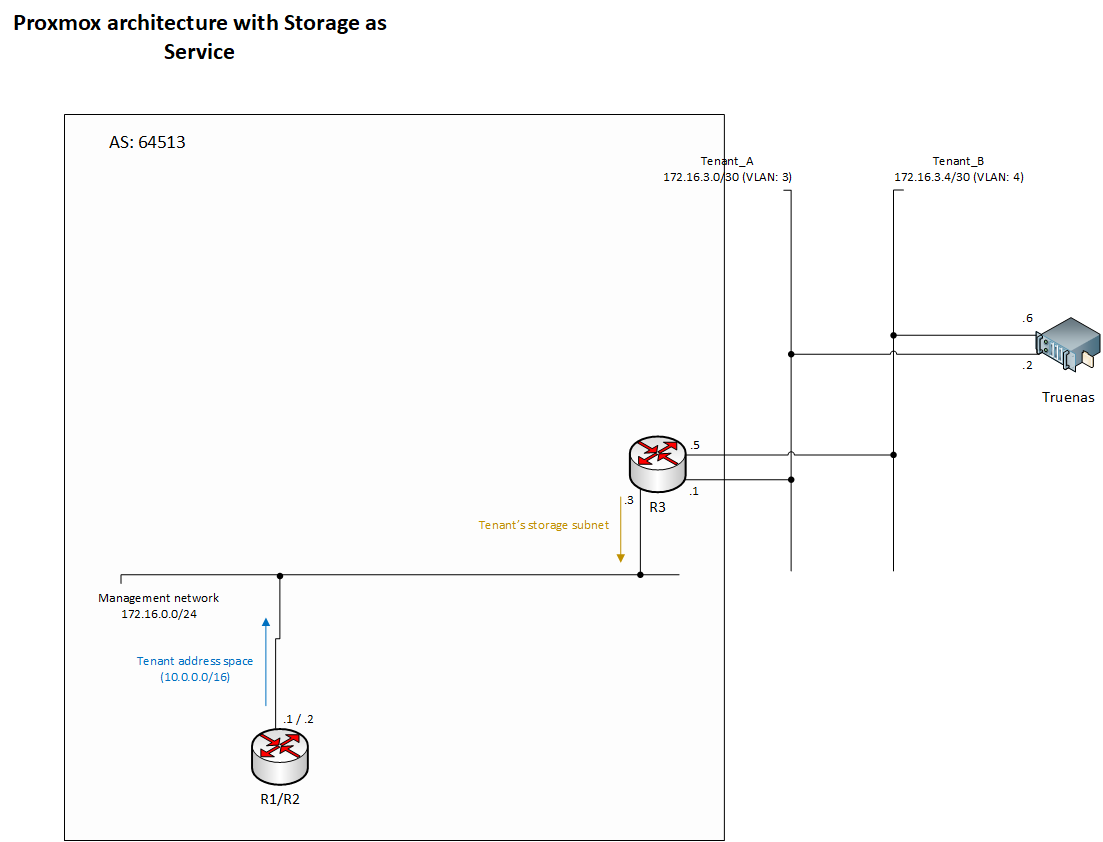 Proxmox architecture with Storage as
Service
AS: 64513
Tenant_A
172.16.3.0/30 (VLAN: 3)
Tenant_B
172.16.3.4/30 (VLAN: 4)
.6
.2
Truenas
.5
.1
.3
R3
Tenant's storage subnet
Management network
172.16.0.0/24
Tenant address space
(10.0.0.0/16)
.1 / .2
R1/R2